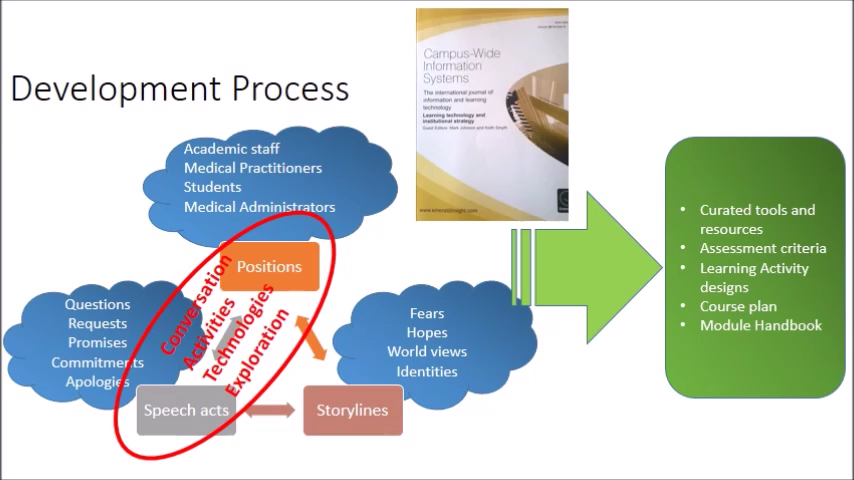 Development Process
Campus-Wide
Information
Systems
The international journal of
information and learning
technology
Learning technology and
institutional strategy
www.emeraldinsight.com
Academic staff
Medical Practitioners
Students
Medical Administrators
Positions
Questions
Requests
Promises
Commitments
Apologies
Conversation
Activities
Technologies
Exploration
Fears
Hopes
World views
Identities
Speech acts
Storylines
• Curated tools and
resources
• Assessment criteria
• Learning Activity
designs
• Course plan
• Module Handbook